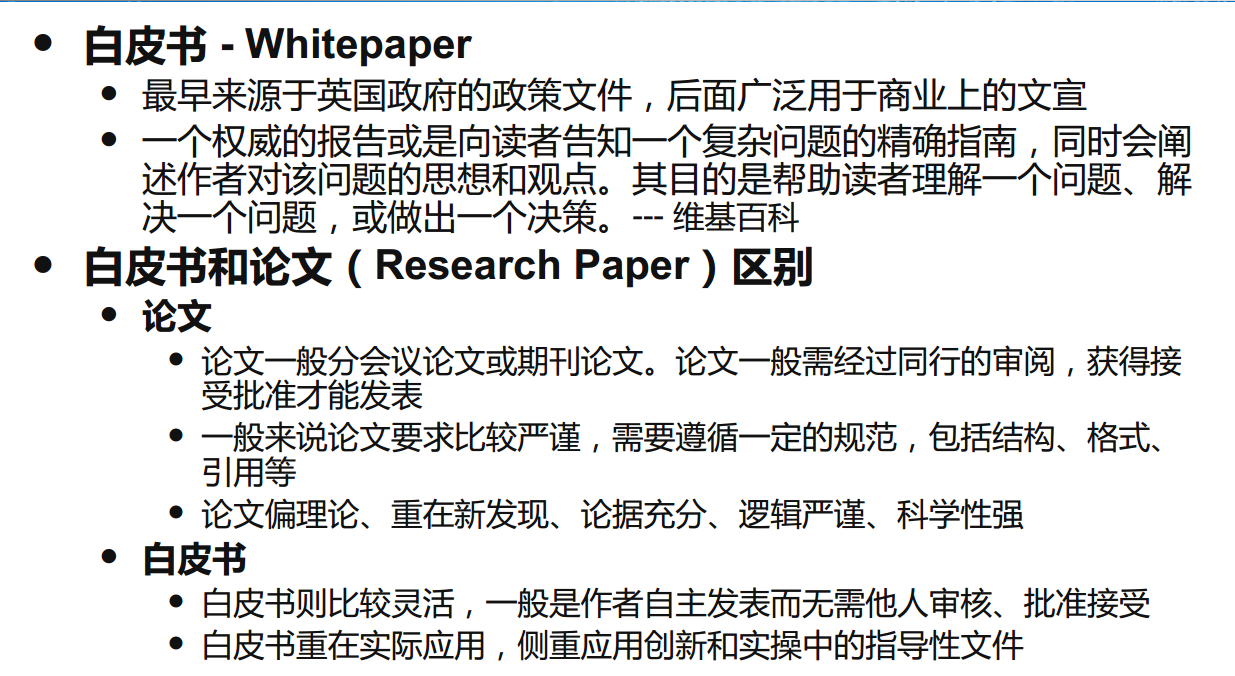 • 白皮书 - Whitepaper
• 最早来源于英国政府的政策文件，后面广泛用于商业上的文宣
• 一个权威的报告或是向读者告知一个复杂问题的精确指南，同时会阐
述作者对该问题的思想和观点。其目的是帮助读者理解一个问题、解
决一个问题，或做出一个决策。--- 维基百科
• 白皮书和论文（Research Paper）区别
• 论文
• 论文一般分会议论文或期刊论文。论文一般需经过同行的审阅，获得接
受批准才能发表
• 一般来说论文要求比较严谨，需要遵循一定的规范，包括结构、格式、
引用等
• 论文偏理论、重在新发现、论据充分、逻辑严谨、科学性强
• 白皮书
• 白皮书则比较灵活，一般是作者自主发表而无需他人审核、批准接受
• 白皮书重在实际应用，侧重应用创新和实操中的指导性文件